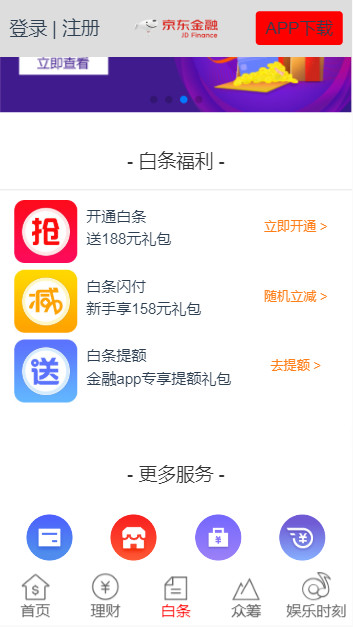 登录 | 注册
京东金融
JD Finance
APP下载
立即查看
- 白条福利 -
抢
开通白条
送188元礼包
立即开通 >
减
白条闪付
新手享158元礼包
随机立减 >
送
白条提额
金融app专享提额礼包
去提额 >
- 更多服务 -
首页
理财
白条
众筹
娱乐时刻